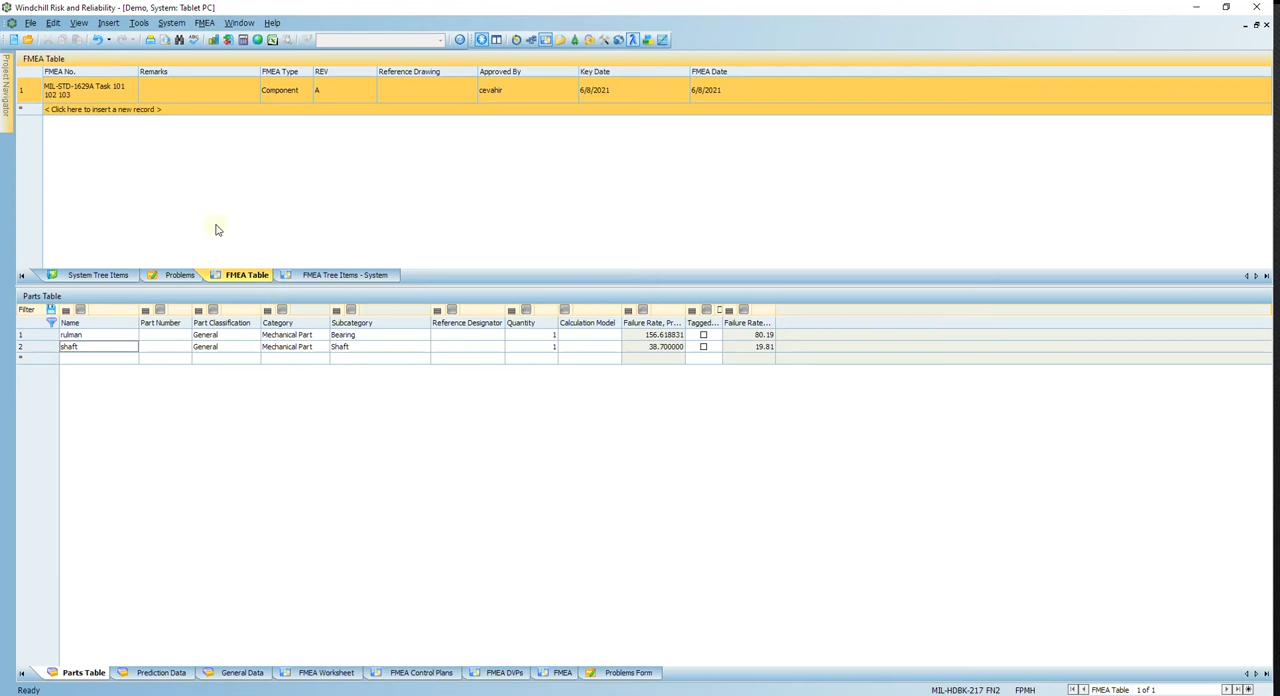 Windchill Risk and Reliability - [Demo, System: Tablet PC]
File Edit View Insert Tools System FMEA Window Help
Project Navigator
FMEA Table
FMEA No. Remarks FMEA Type REV Reference Drawing Approved By Key Date FMEA Date
1 MIL-STD-1629A Task 101 102 103 Component A cevahir 6/8/2021 6/8/2021
* < Click here to insert a new record >
System Tree Items Problems FMEA Table FMEA Tree Items - System
Parts Table
Filter
Name Part Number Part Classification Category Subcategory Reference Designator Quantity Calculation Model Failure Rate, Pr... Tagged... Failure Rate...
1 rulman General Mechanical Part Bearing 1 156.618831 80.19
2 shaft General Mechanical Part Shaft 1 38.700000 19.81
*
Parts Table Prediction Data General Data FMEA Worksheet FMEA Control Plans FMEA DVPs FMEA Problems Form
Ready MIL-HDBK-217 FN2 FPMH FMEA Table 1 of 1